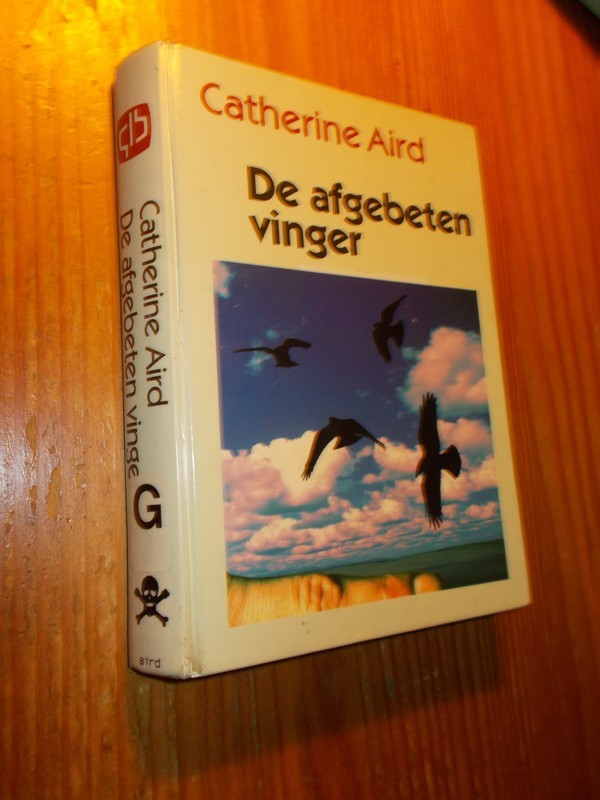 Catherine Aird
De afgebeten
vinger
Catherine Aird
De afgebeten vinge
G
aird